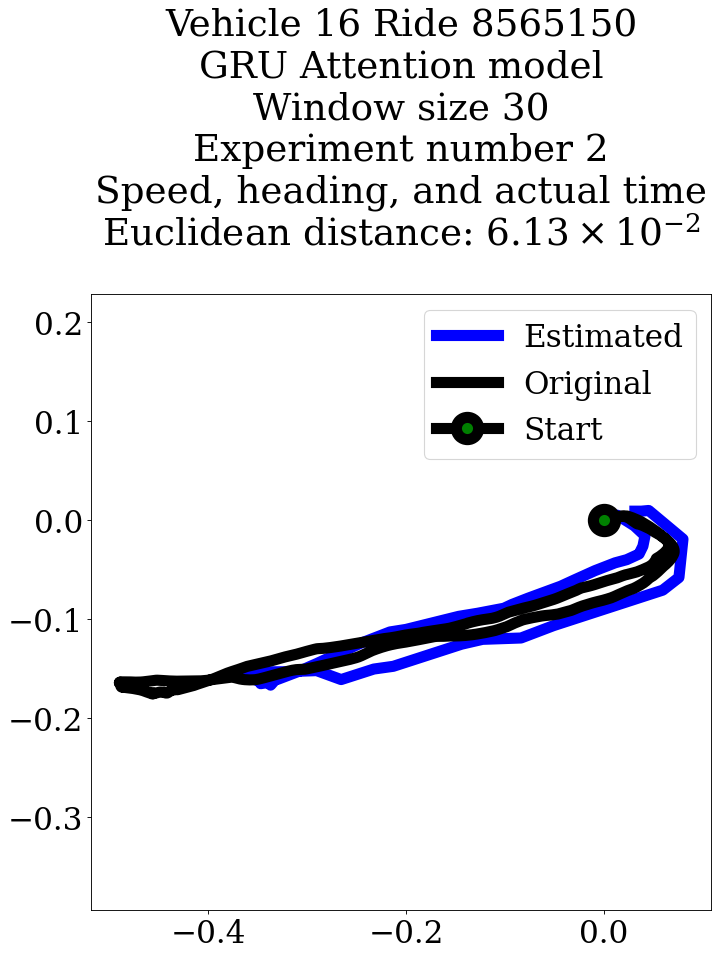 Vehicle 16 Ride 8565150
GRU Attention model
Window size 30
Experiment number 2
Speed, heading, and actual time
Euclidean distance: 6.13 × 10⁻²
Estimated
Original
Start
0.2
0.1
0.0
−0.1
−0.2
−0.3
−0.4
−0.2
0.0